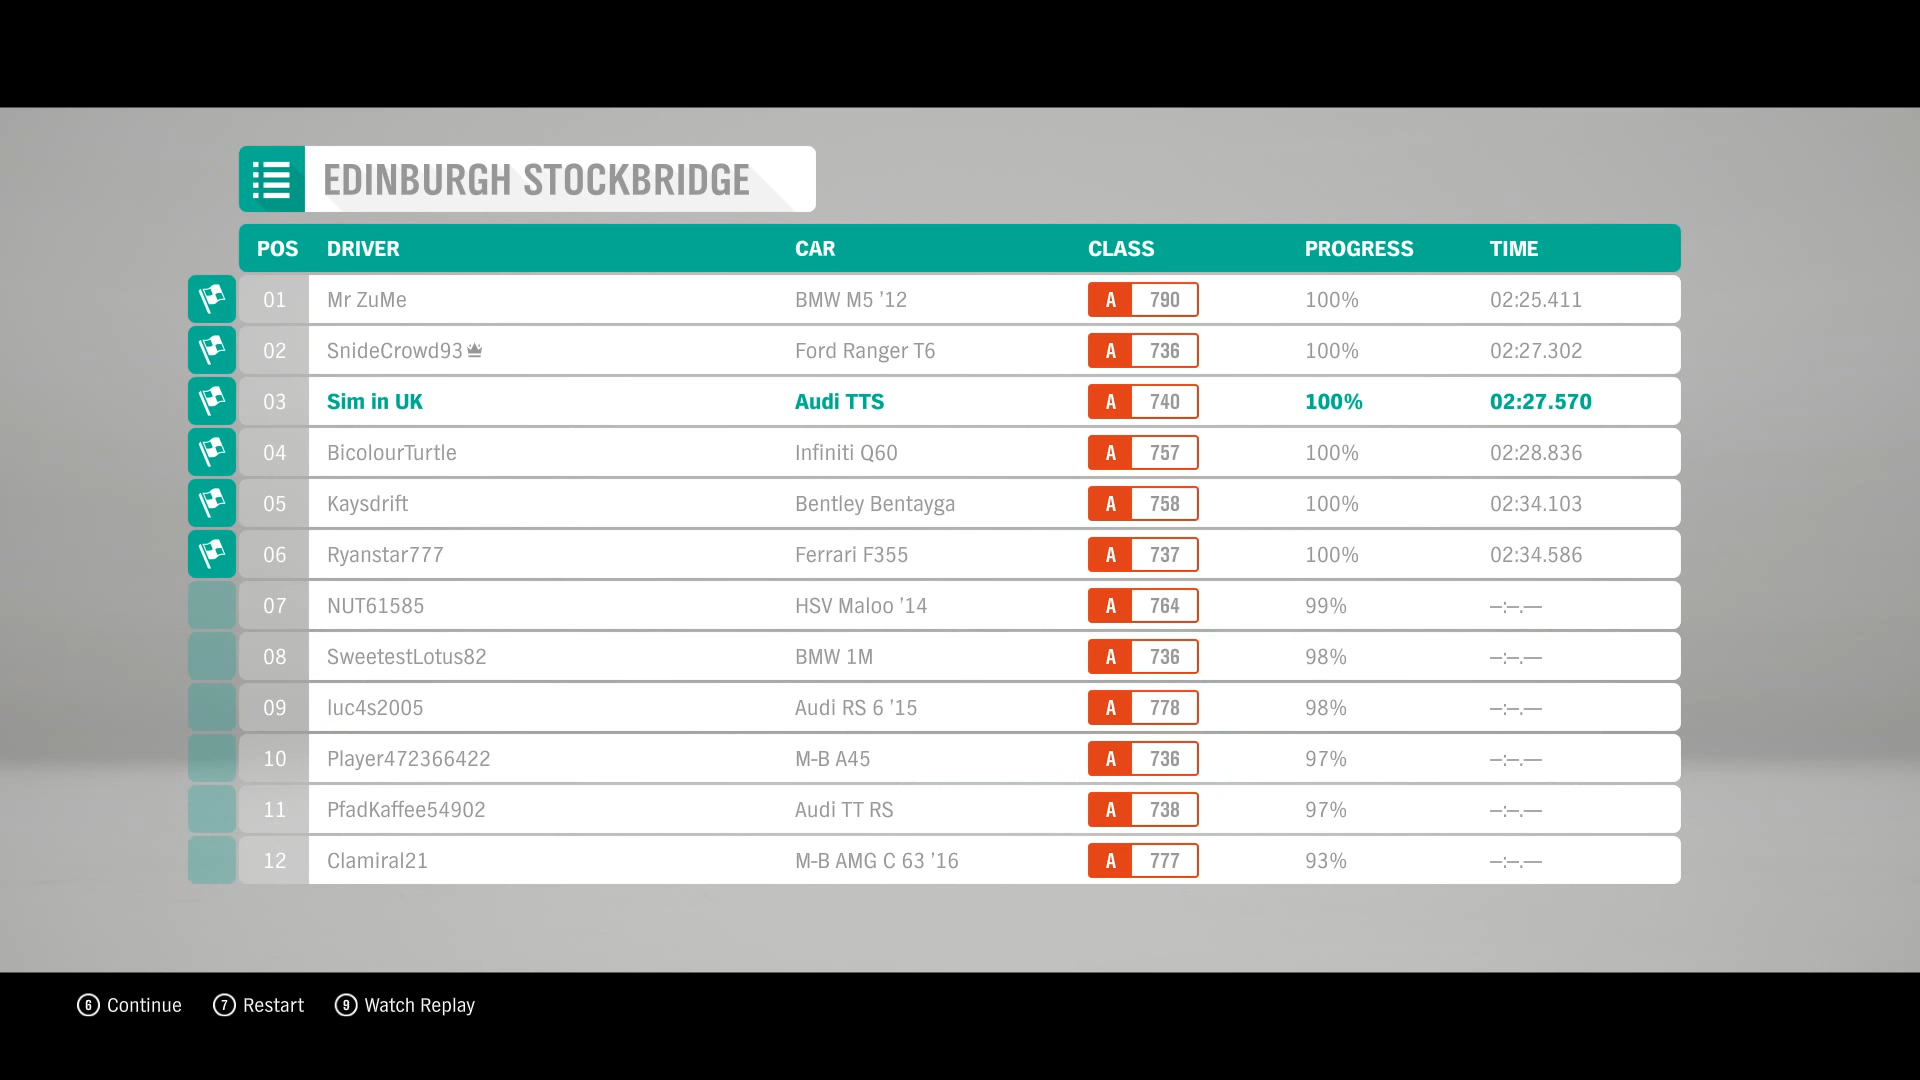 EDINBURGH STOCKBRIDGE
POS DRIVER CAR CLASS PROGRESS TIME
01 Mr ZuMe BMW M5 ’12 A 790 100% 02:25.411
02 SnideCrowd93 Ford Ranger T6 A 736 100% 02:27.302
03 Sim in UK Audi TTS A 740 100% 02:27.570
04 BicolourTurtle Infiniti Q60 A 757 100% 02:28.836
05 Kaysdrift Bentley Bentayga A 758 100% 02:34.103
06 Ryanstar777 Ferrari F355 A 737 100% 02:34.586
07 NUT61585 HSV Maloo ’14 A 764 99% –:–.––
08 SweetestLotus82 BMW 1M A 736 98% –:–.––
09 luc4s2005 Audi RS 6 ’15 A 778 98% –:–.––
10 Player472366422 M-B A45 A 736 97% –:–.––
11 PfadKaffee54902 Audi TT RS A 738 97% –:–.––
12 Clamiral21 M-B AMG C 63 ’16 A 777 93% –:–.––
6 Continue 7 Restart 9 Watch Replay